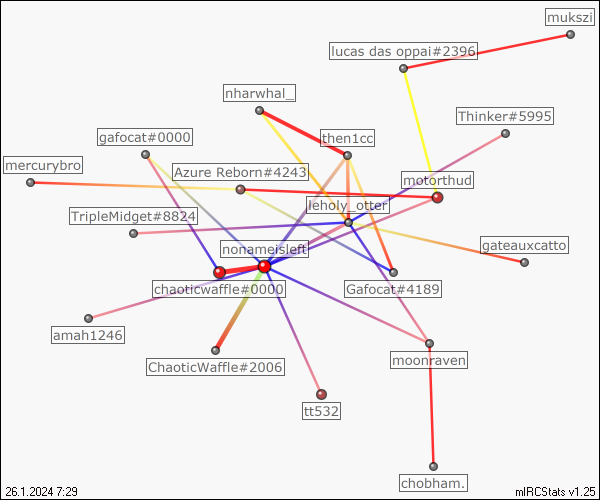 mukszi
lucas das oppai#2396
nharwhal_
Thinker#5995
gafocat#0000
then1cc
mercurybro
Azure Reborn#4243
motorthud
leholy_otter
TripleMidget#8824
nonameisleft
gateauxcatto
chaoticwaffle#0000
Gafocat#4189
amah1246
moonraven
ChaoticWaffle#2006
tt532
chobham.
26.1.2024 7:29
mIRCStats v1.25